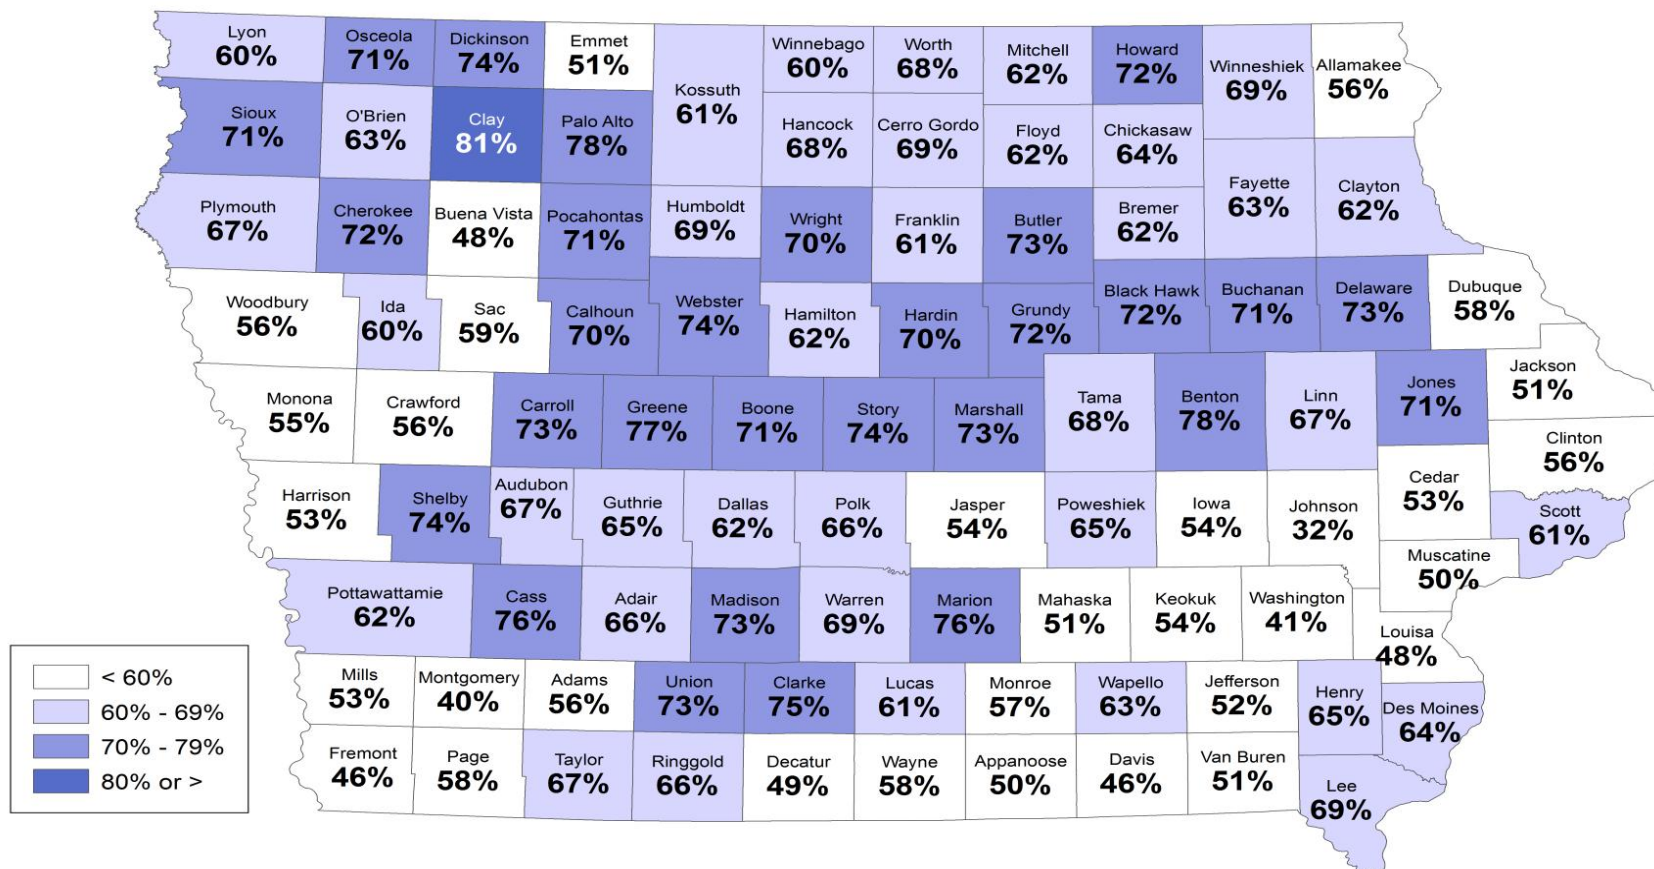 Lyon
60%
Osceola
71%
Dickinson
74%
Emmet
51%
Kossuth
61%
Winnebago
60%
Worth
68%
Mitchell
62%
Howard
72%
Winneshiek
69%
Allamakee
56%
Sioux
71%
O'Brien
63%
Clay
81%
Palo Alto
78%
Hancock
68%
Cerro Gordo
69%
Floyd
62%
Chickasaw
64%
Fayette
63%
Clayton
62%
Plymouth
67%
Cherokee
72%
Buena Vista
48%
Pocahontas
71%
Humboldt
69%
Wright
70%
Franklin
61%
Butler
73%
Bremer
62%
Woodbury
56%
Ida
60%
Sac
59%
Calhoun
70%
Webster
74%
Hamilton
62%
Hardin
70%
Grundy
72%
Black Hawk
72%
Buchanan
71%
Delaware
73%
Dubuque
58%
Monona
55%
Crawford
56%
Carroll
73%
Greene
77%
Boone
71%
Story
74%
Marshall
73%
Tama
68%
Benton
78%
Linn
67%
Jones
71%
Jackson
51%
Clinton
56%
Harrison
53%
Shelby
74%
Audubon
67%
Guthrie
65%
Dallas
62%
Polk
66%
Jasper
54%
Poweshiek
65%
Iowa
54%
Johnson
32%
Cedar
53%
Scott
61%
Muscatine
50%
Pottawattamie
62%
Cass
76%
Adair
66%
Madison
73%
Warren
69%
Marion
76%
Mahaska
51%
Keokuk
54%
Washington
41%
Louisa
48%
Mills
53%
Montgomery
40%
Adams
56%
Union
73%
Clarke
75%
Lucas
61%
Monroe
57%
Wapello
63%
Jefferson
52%
Henry
65%
Des Moines
64%
Fremont
46%
Page
58%
Taylor
67%
Ringgold
66%
Decatur
49%
Wayne
58%
Appanoose
50%
Davis
46%
Van Buren
51%
Lee
69%
< 60%
60% - 69%
70% - 79%
80% or >